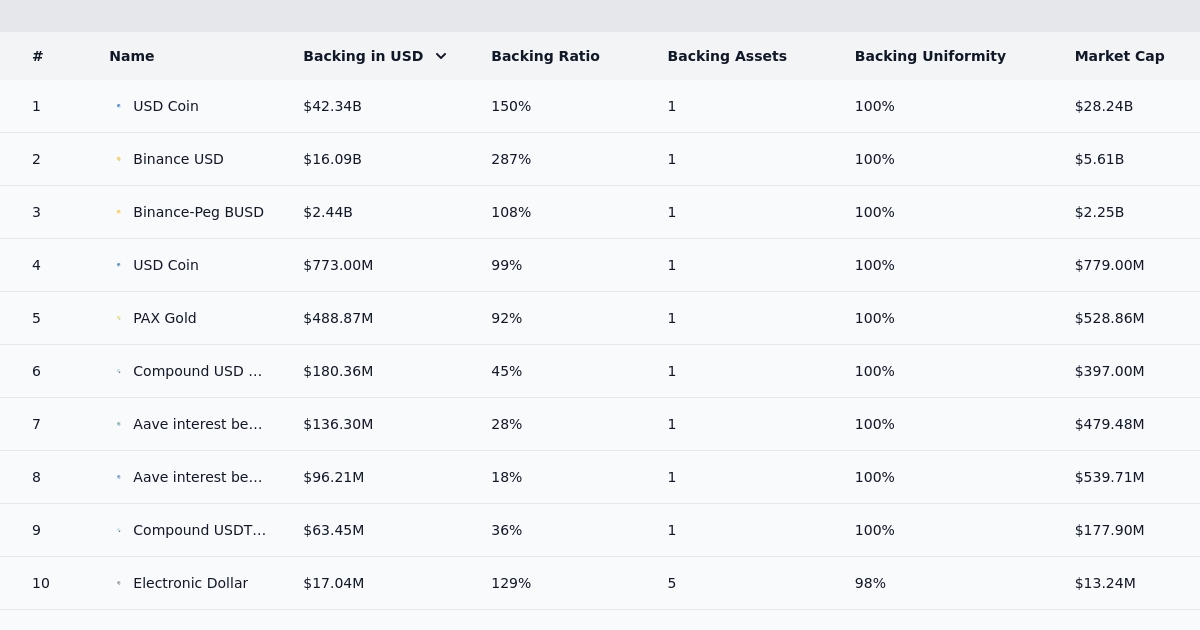 # Name Backing in USD Backing Ratio Backing Assets Backing Uniformity Market Cap
1 USD Coin $42.34B 150% 1 100% $28.24B
2 Binance USD $16.09B 287% 1 100% $5.61B
3 Binance-Peg BUSD $2.44B 108% 1 100% $2.25B
4 USD Coin $773.00M 99% 1 100% $779.00M
5 PAX Gold $488.87M 92% 1 100% $528.86M
6 Compound USD … $180.36M 45% 1 100% $397.00M
7 Aave interest be… $136.30M 28% 1 100% $479.48M
8 Aave interest be… $96.21M 18% 1 100% $539.71M
9 Compound USDT… $63.45M 36% 1 100% $177.90M
10 Electronic Dollar $17.04M 129% 5 98% $13.24M